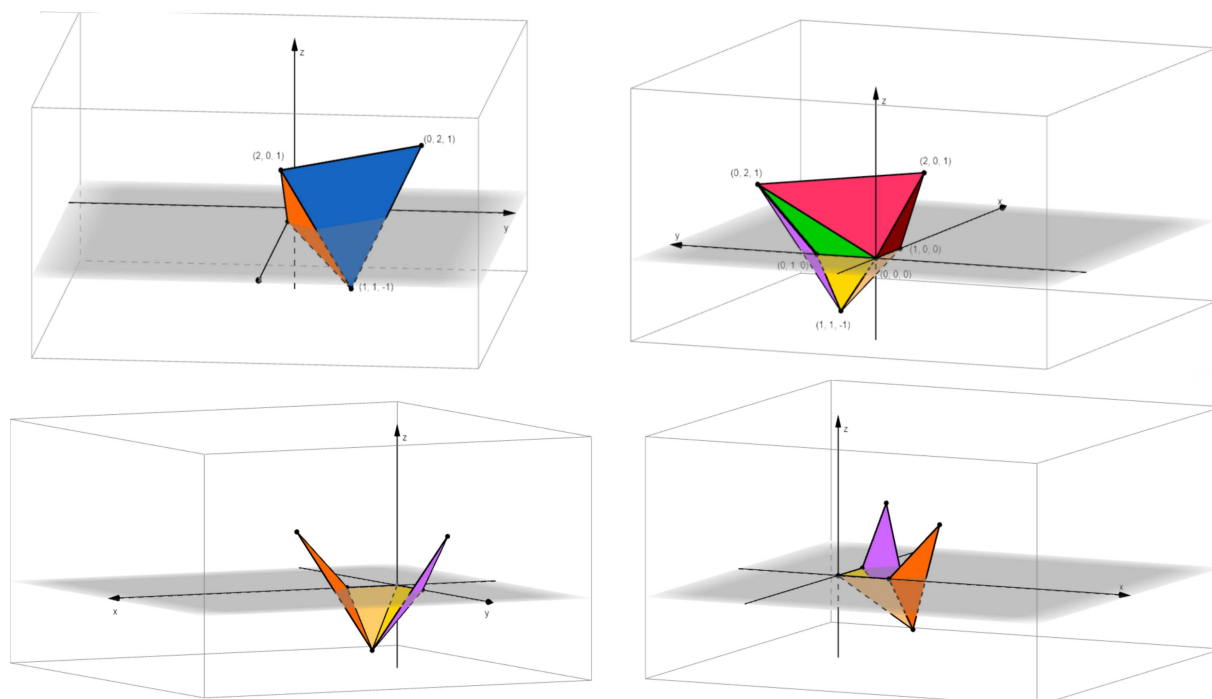 z
(0, 2, 1)
(2, 0, 1)
y
(1, 1, -1)
z
(2, 0, 1)
(0, 2, 1)
x
y
(1, 0, 0)
(0, 1, 0)
(0, 0, 0)
(1, 1, -1)
z
x
y
z
x